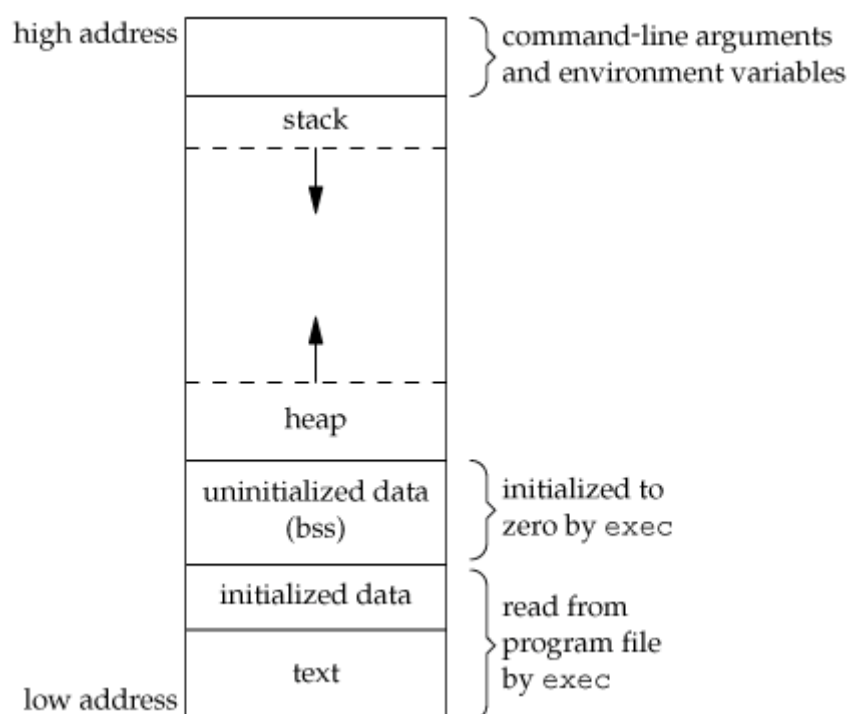 high address
command-line arguments
and environment variables
stack
heap
uninitialized data
(bss)
initialized to
zero by exec
initialized data
read from
program file
by exec
text
low address